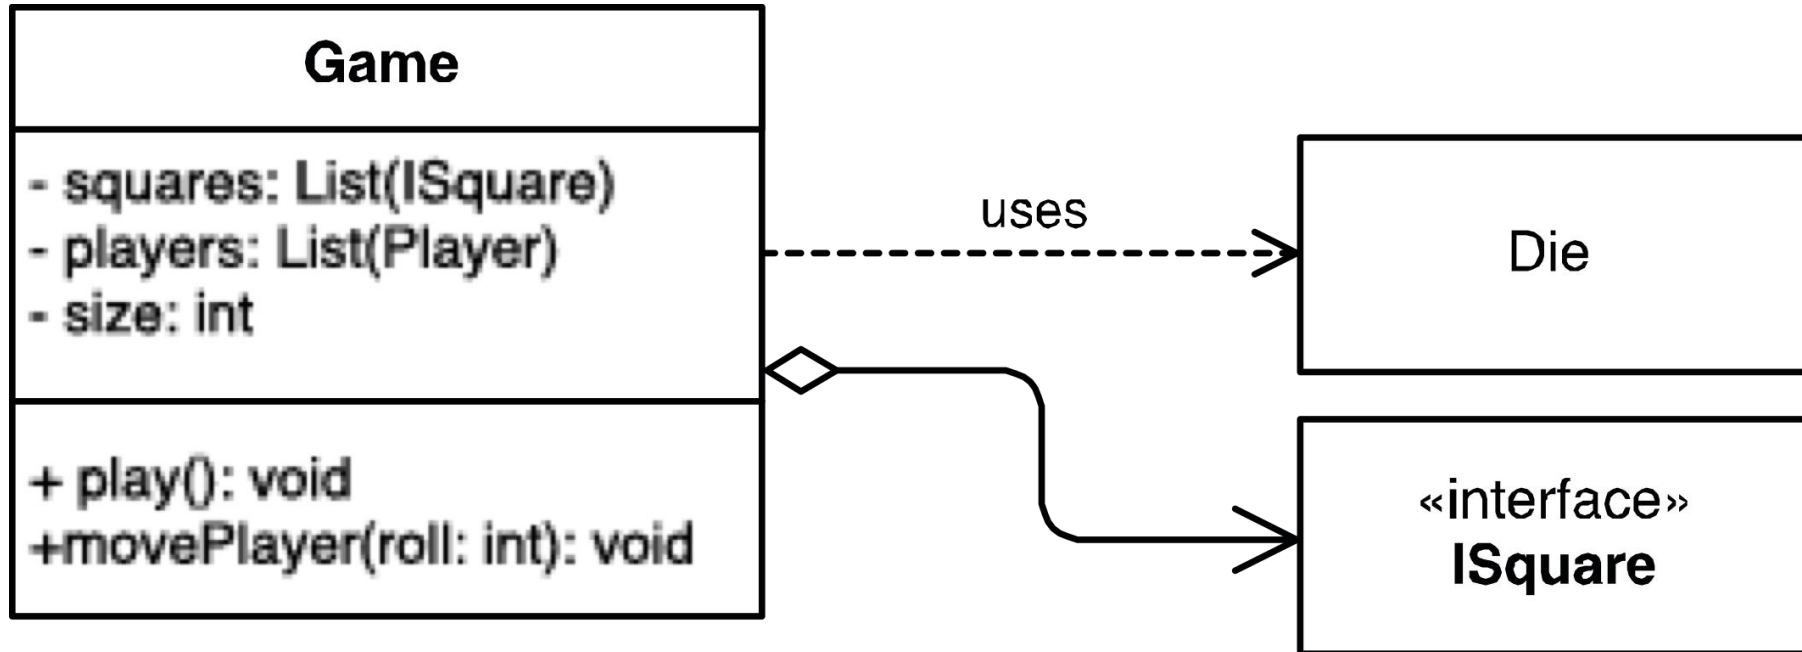 Game
- squares: List(ISquare)
- players: List(Player)
- size: int
+ play(): void
+movePlayer(roll: int): void
uses
Die
«interface»
ISquare